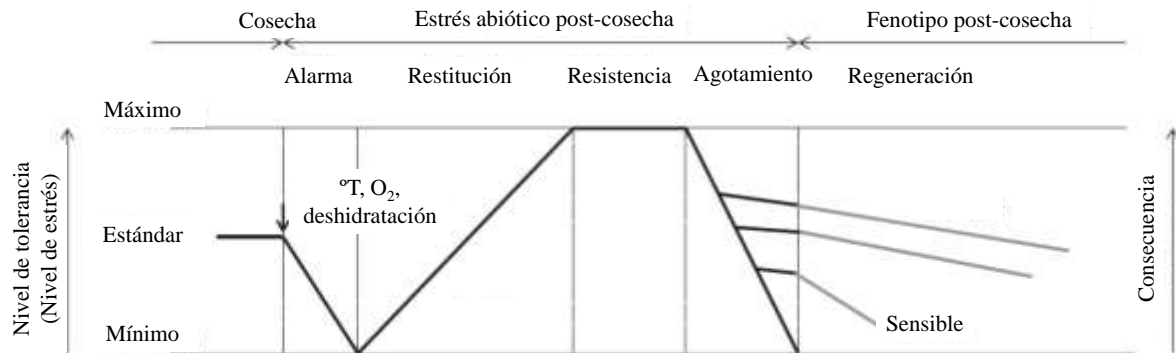 Cosecha
Estrés abiótico post-cosecha
Fenotipo post-cosecha
Alarma
Restitución
Resistencia
Agotamiento
Regeneración
Máximo
ºT, O₂,
deshidratación
Estándar
Mínimo
Sensible
Nivel de tolerancia
(Nivel de estrés)
Consecuencia